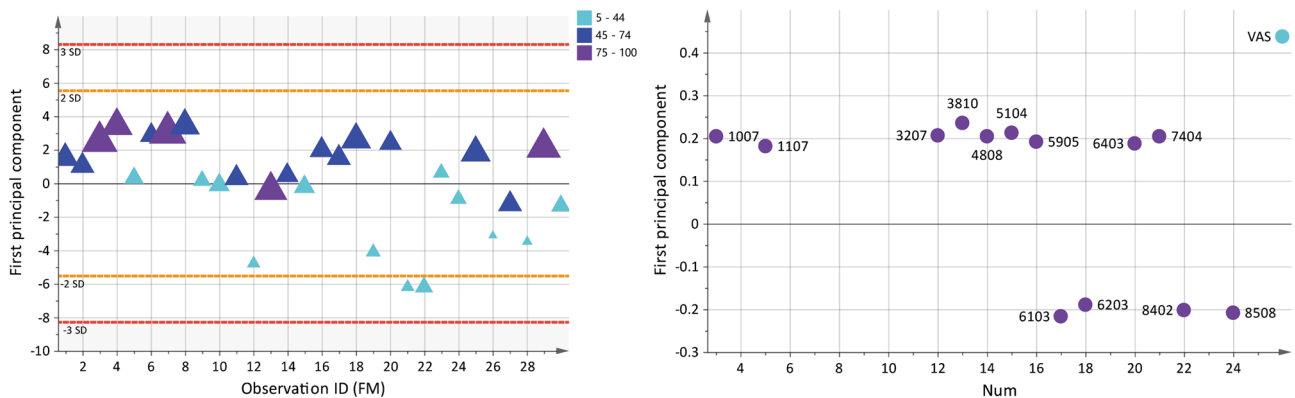 5 - 44
45 - 74
75 - 100
8
6
4
2
0
-2
-4
-6
-8
-10
3 SD
2 SD
-2 SD
-3 SD
First principal component
2 4 6 8 10 12 14 16 18 20 22 24 26 28
Observation ID (FM)
VAS
0.4
0.3
0.2
0.1
0
-0.1
-0.2
-0.3
First principal component
1007
1107
3207
3810
4808
5104
5905
6403
7404
6103
6203
8402
8508
4 6 8 10 12 14 16 18 20 22 24
Num